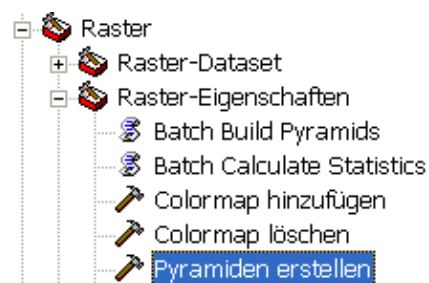 Raster
Raster-Dataset
Raster-Eigenschaften
Batch Build Pyramids
Batch Calculate Statistics
Colormap hinzufügen
Colormap löschen
Pyramiden erstellen